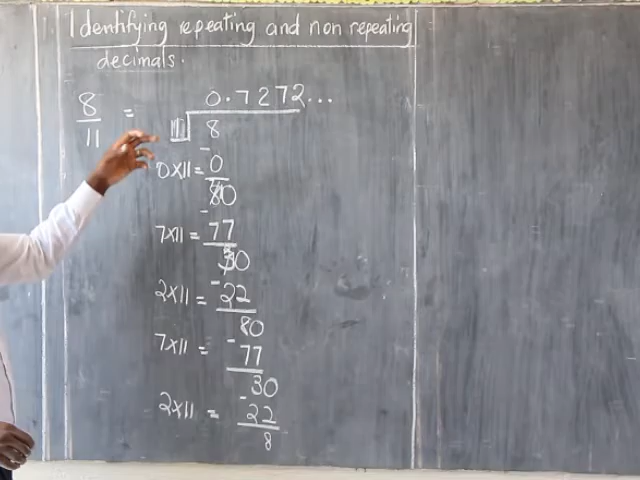 Identifying repeating and non repeating
decimals.
8/11 =
0.7272...
11 8
-
0x11 = 0
80
-
7x11 = 77
30
2x11 = -22
80
7x11 = -77
30
2x11 = -22
8